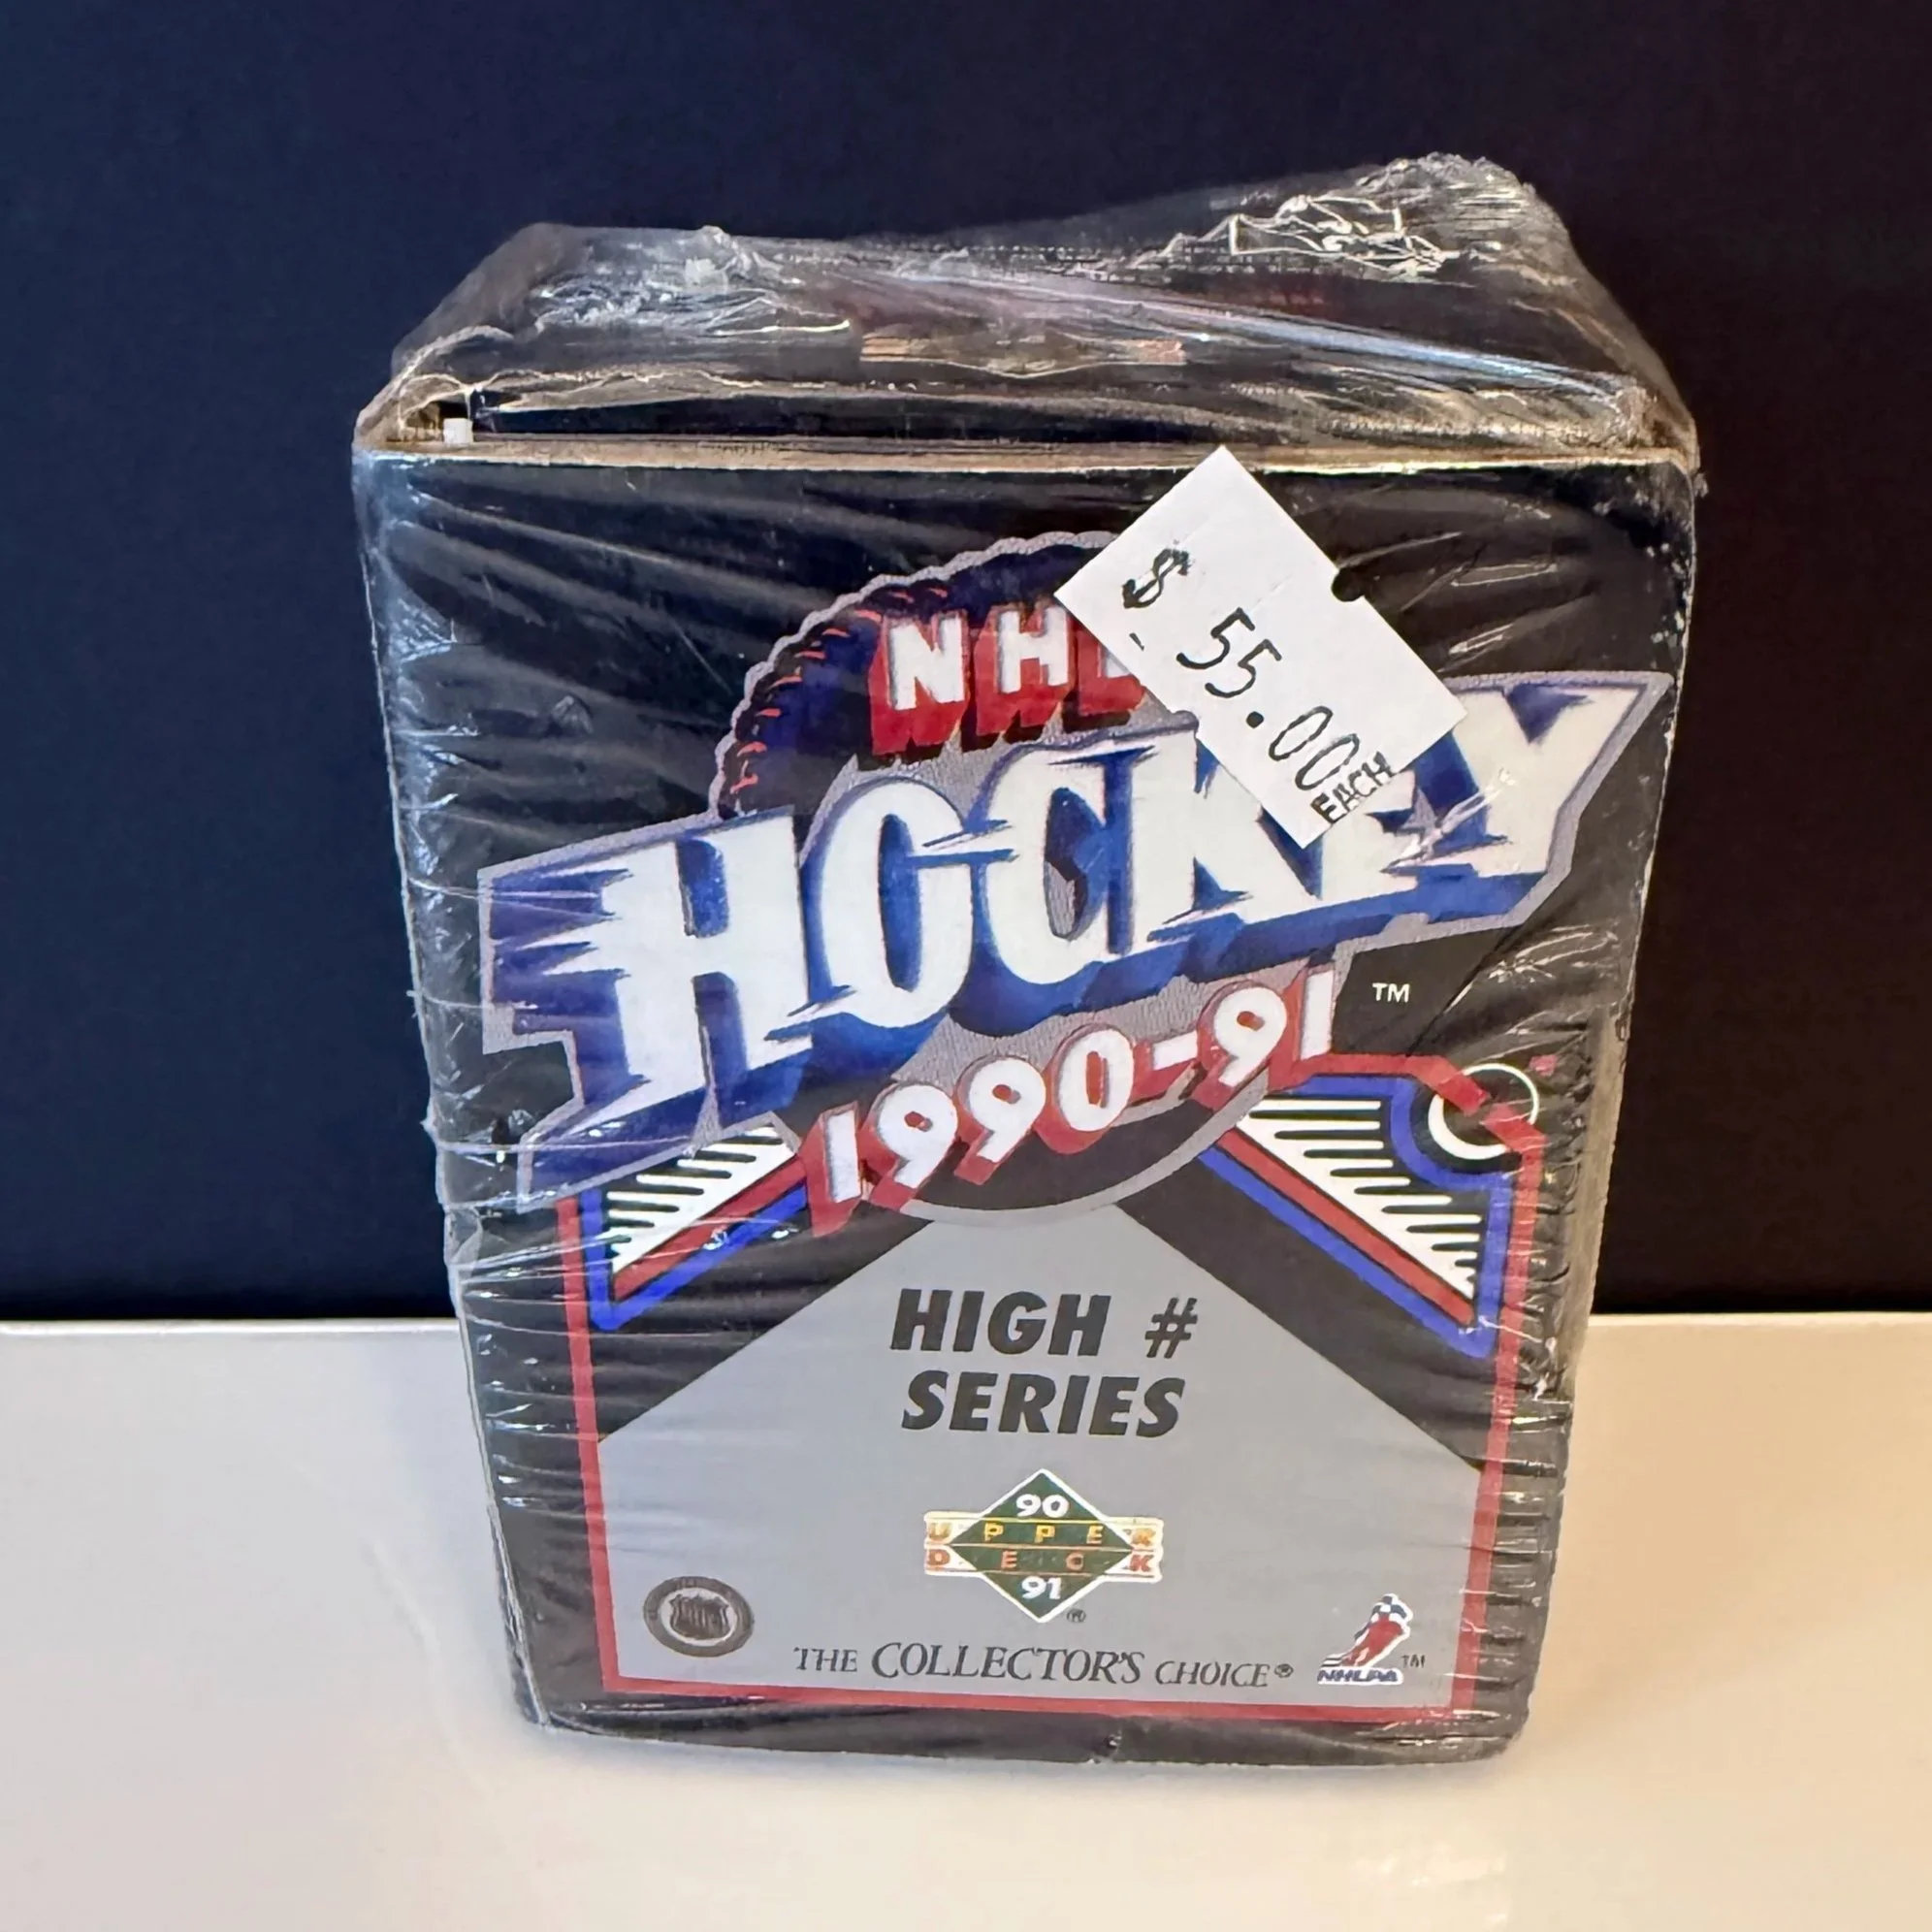 $ 55.00
EACH
NHL
HOCKEY
1990-91
TM
HIGH #
SERIES
90
UPPER
DECK
91
®
THE COLLECTOR'S CHOICE®
NHLPA TM